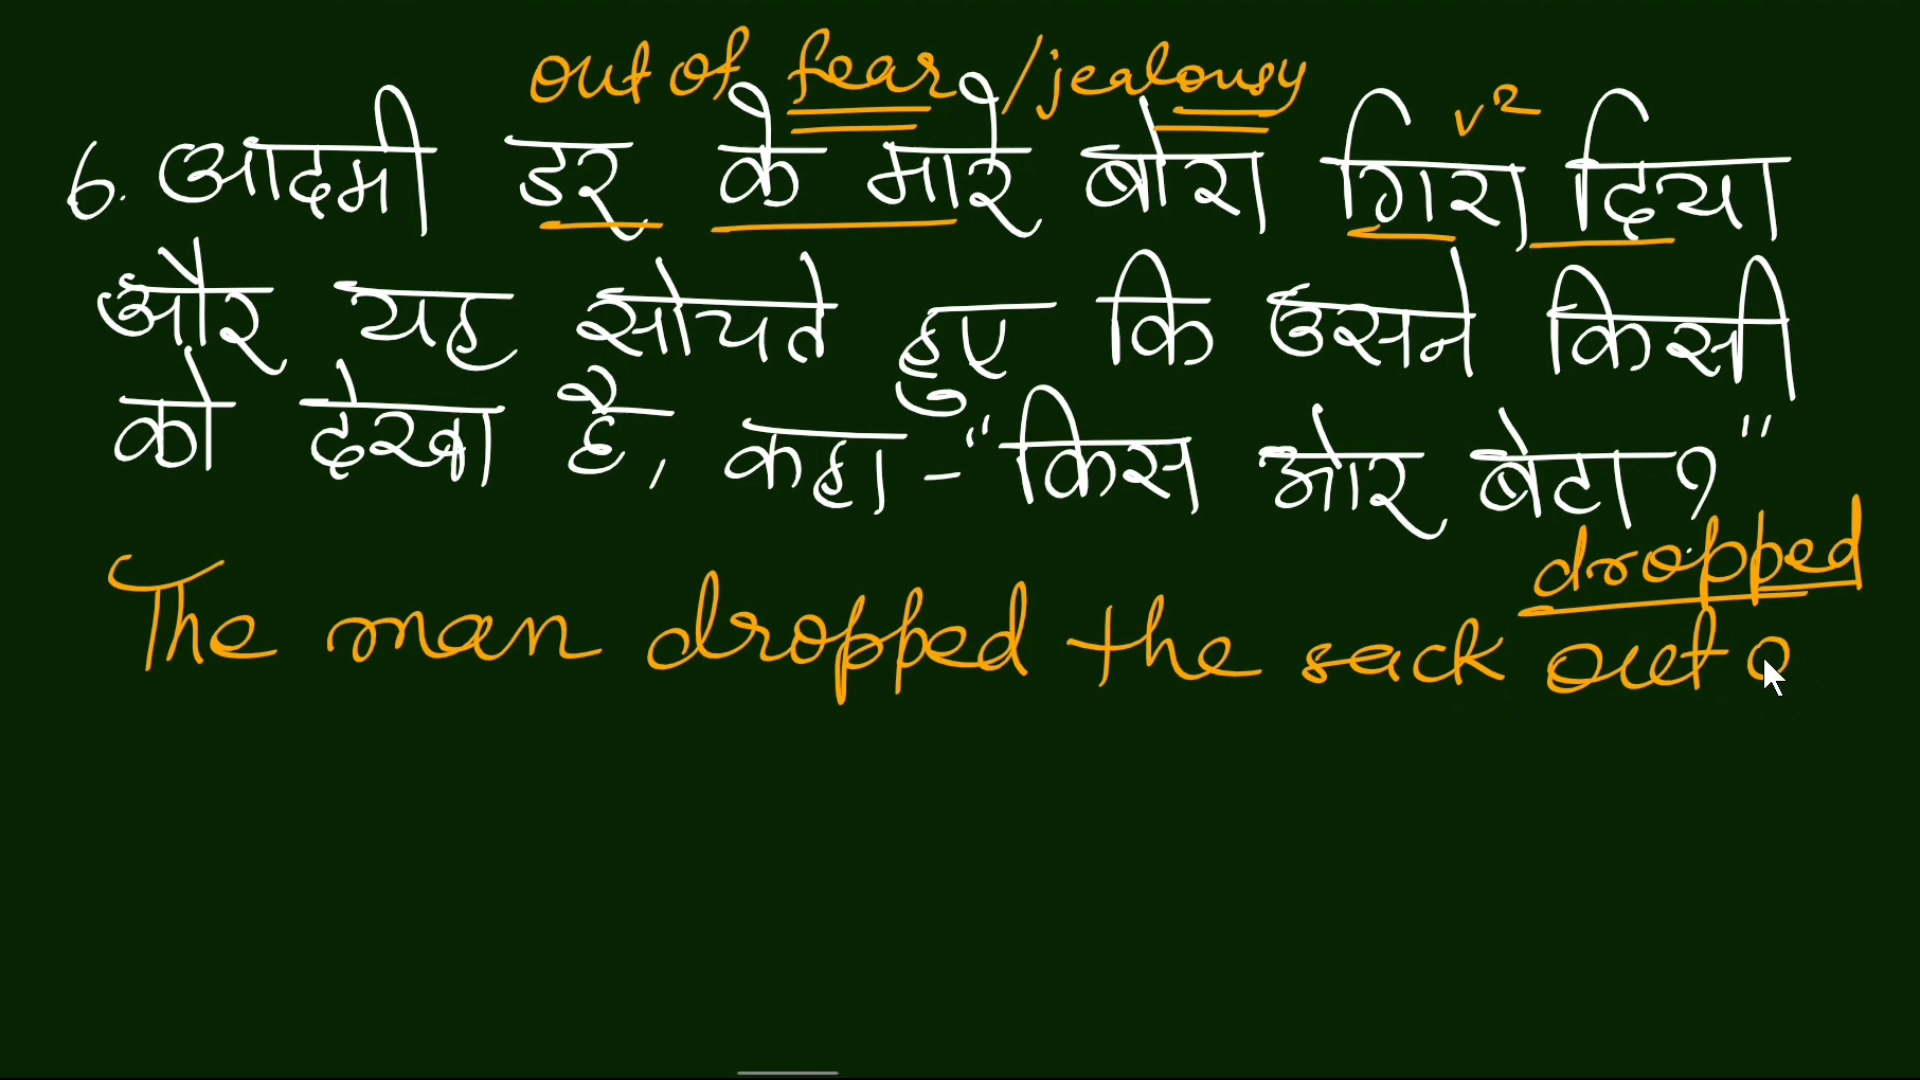 out of fear / jealousy
v2
6. आदमी डर के मारे बोरा गिरा दिया
और यह सोचते हुए कि उसने किसी
को देखा है, कहा - "किस ओर बेटा ?"
dropped
The man dropped the sack out o